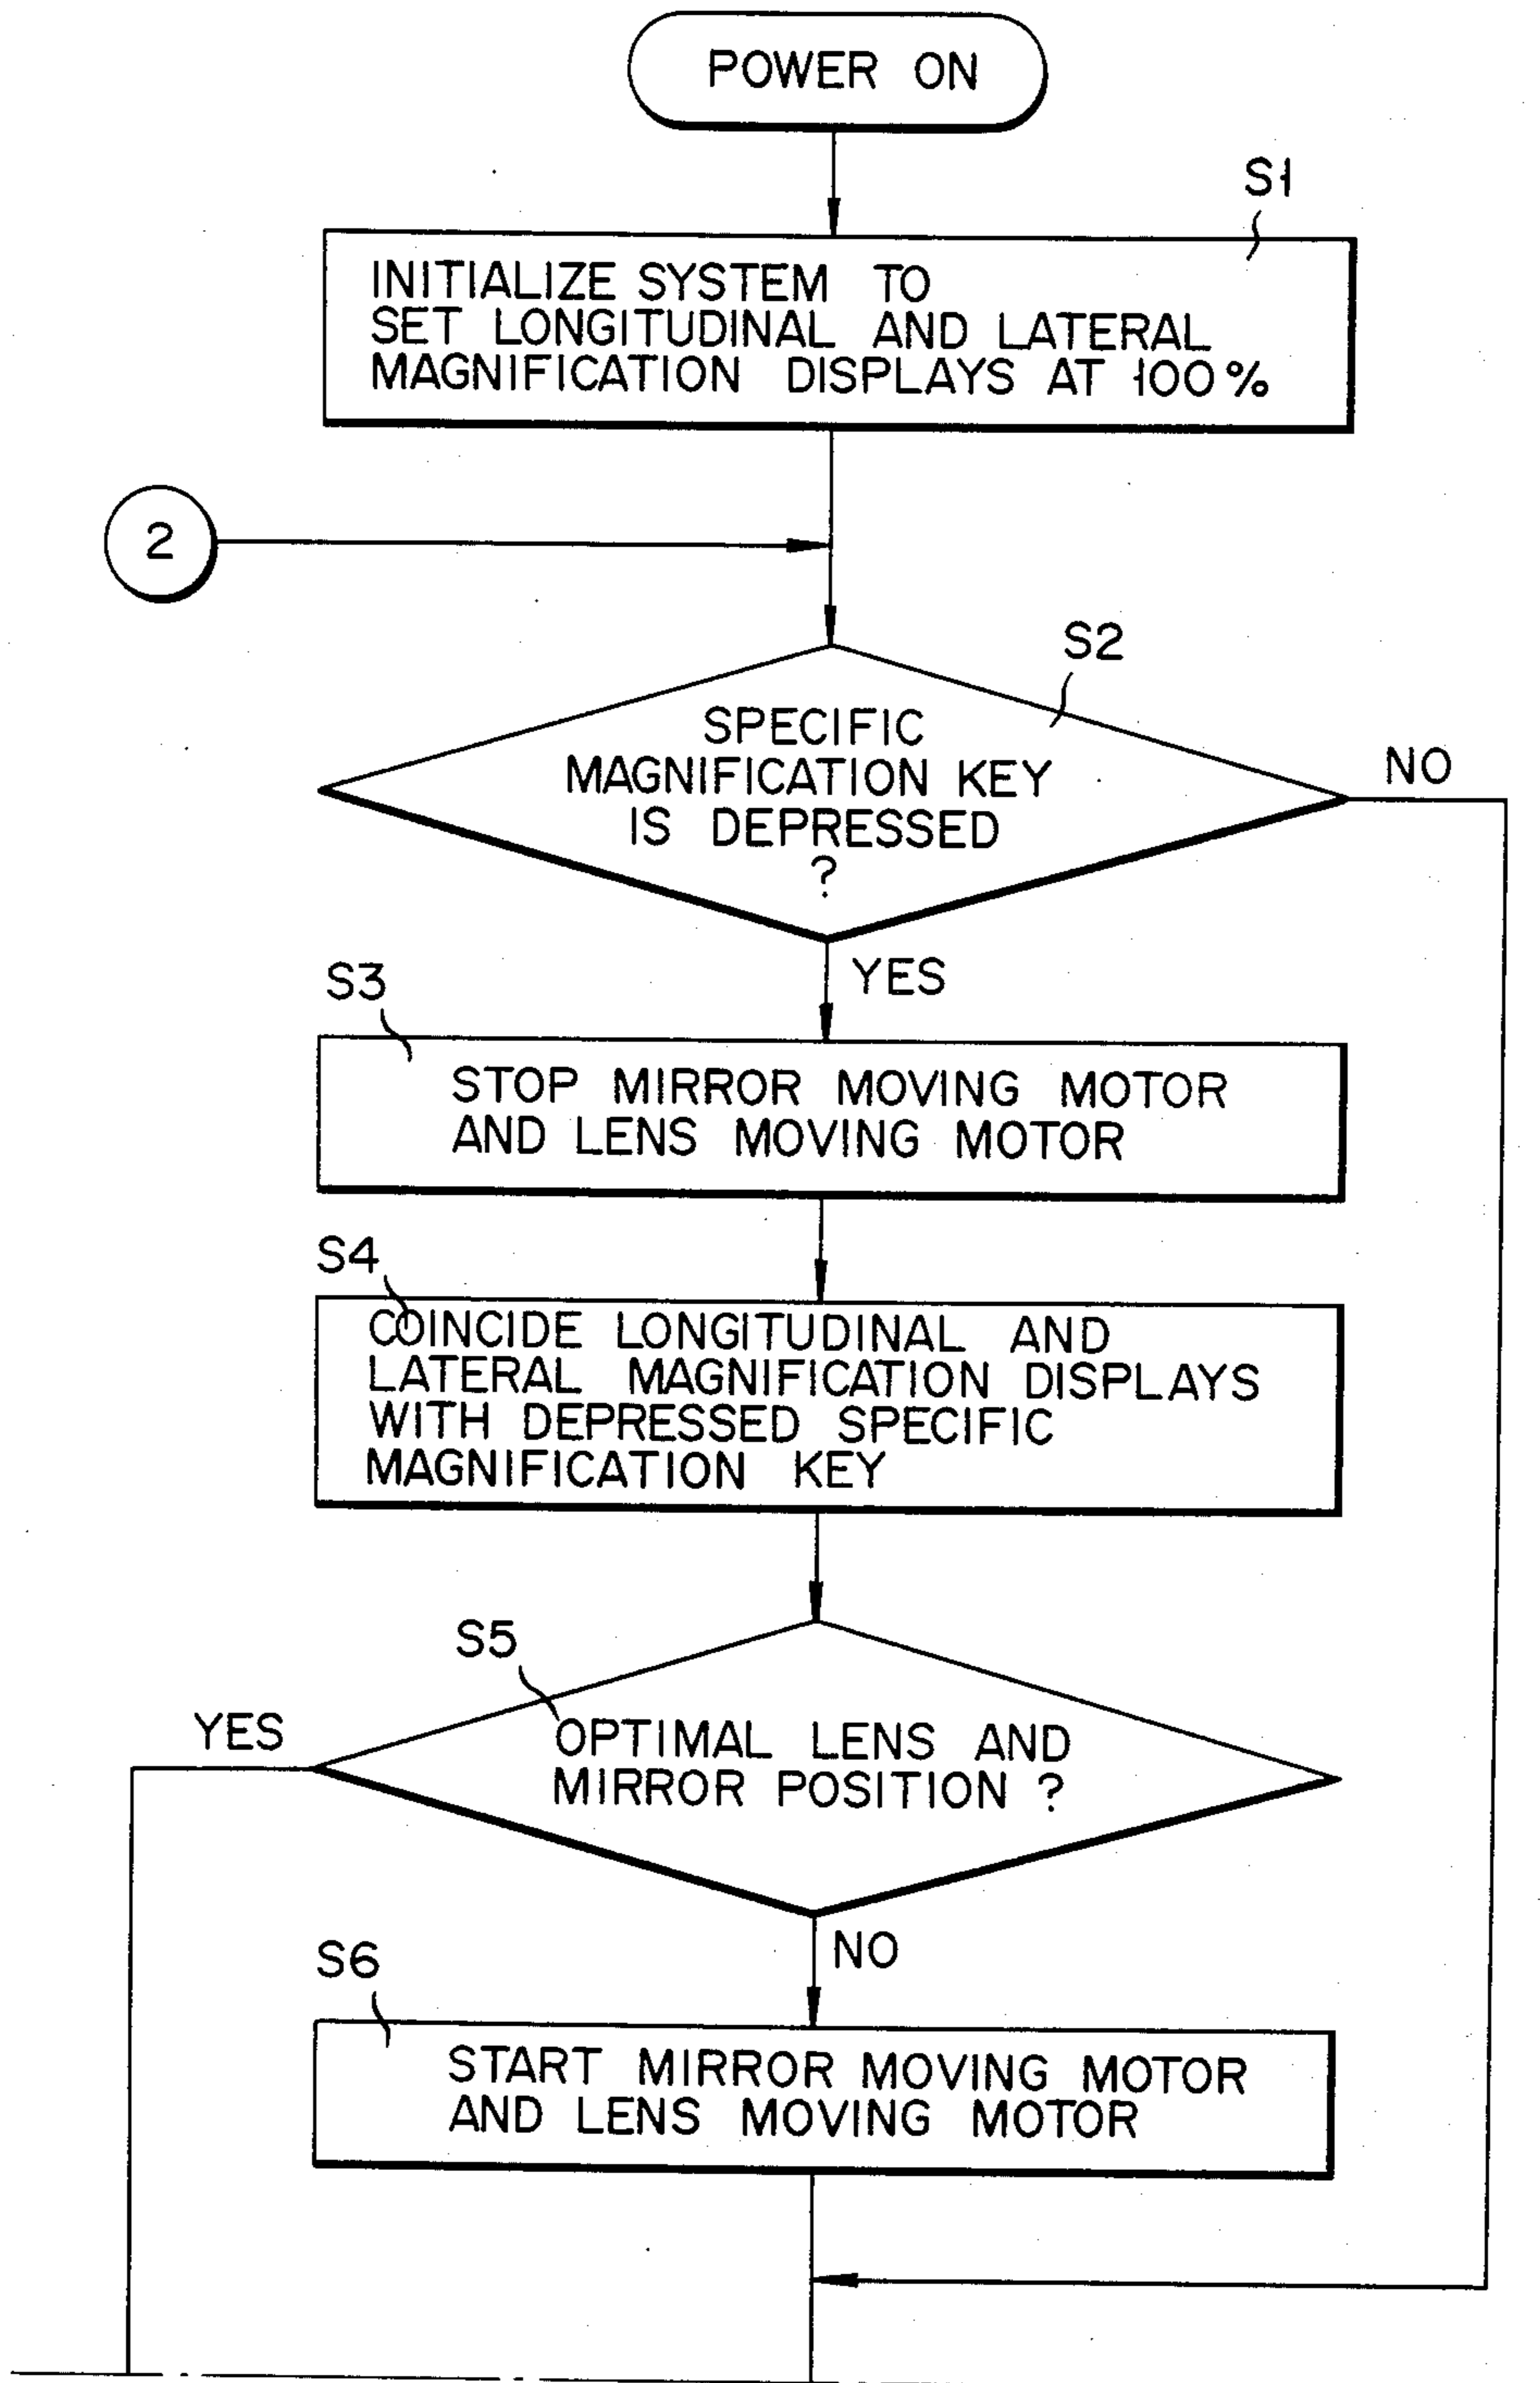 POWER ON
S1
INITIALIZE SYSTEM TO
SET LONGITUDINAL AND LATERAL
MAGNIFICATION DISPLAYS AT 100%
2
S2
SPECIFIC
MAGNIFICATION KEY
IS DEPRESSED
?
NO
YES
S3
STOP MIRROR MOVING MOTOR
AND LENS MOVING MOTOR
S4
COINCIDE LONGITUDINAL AND
LATERAL MAGNIFICATION DISPLAYS
WITH DEPRESSED SPECIFIC
MAGNIFICATION KEY
S5
YES
OPTIMAL LENS AND
MIRROR POSITION ?
NO
S6
START MIRROR MOVING MOTOR
AND LENS MOVING MOTOR